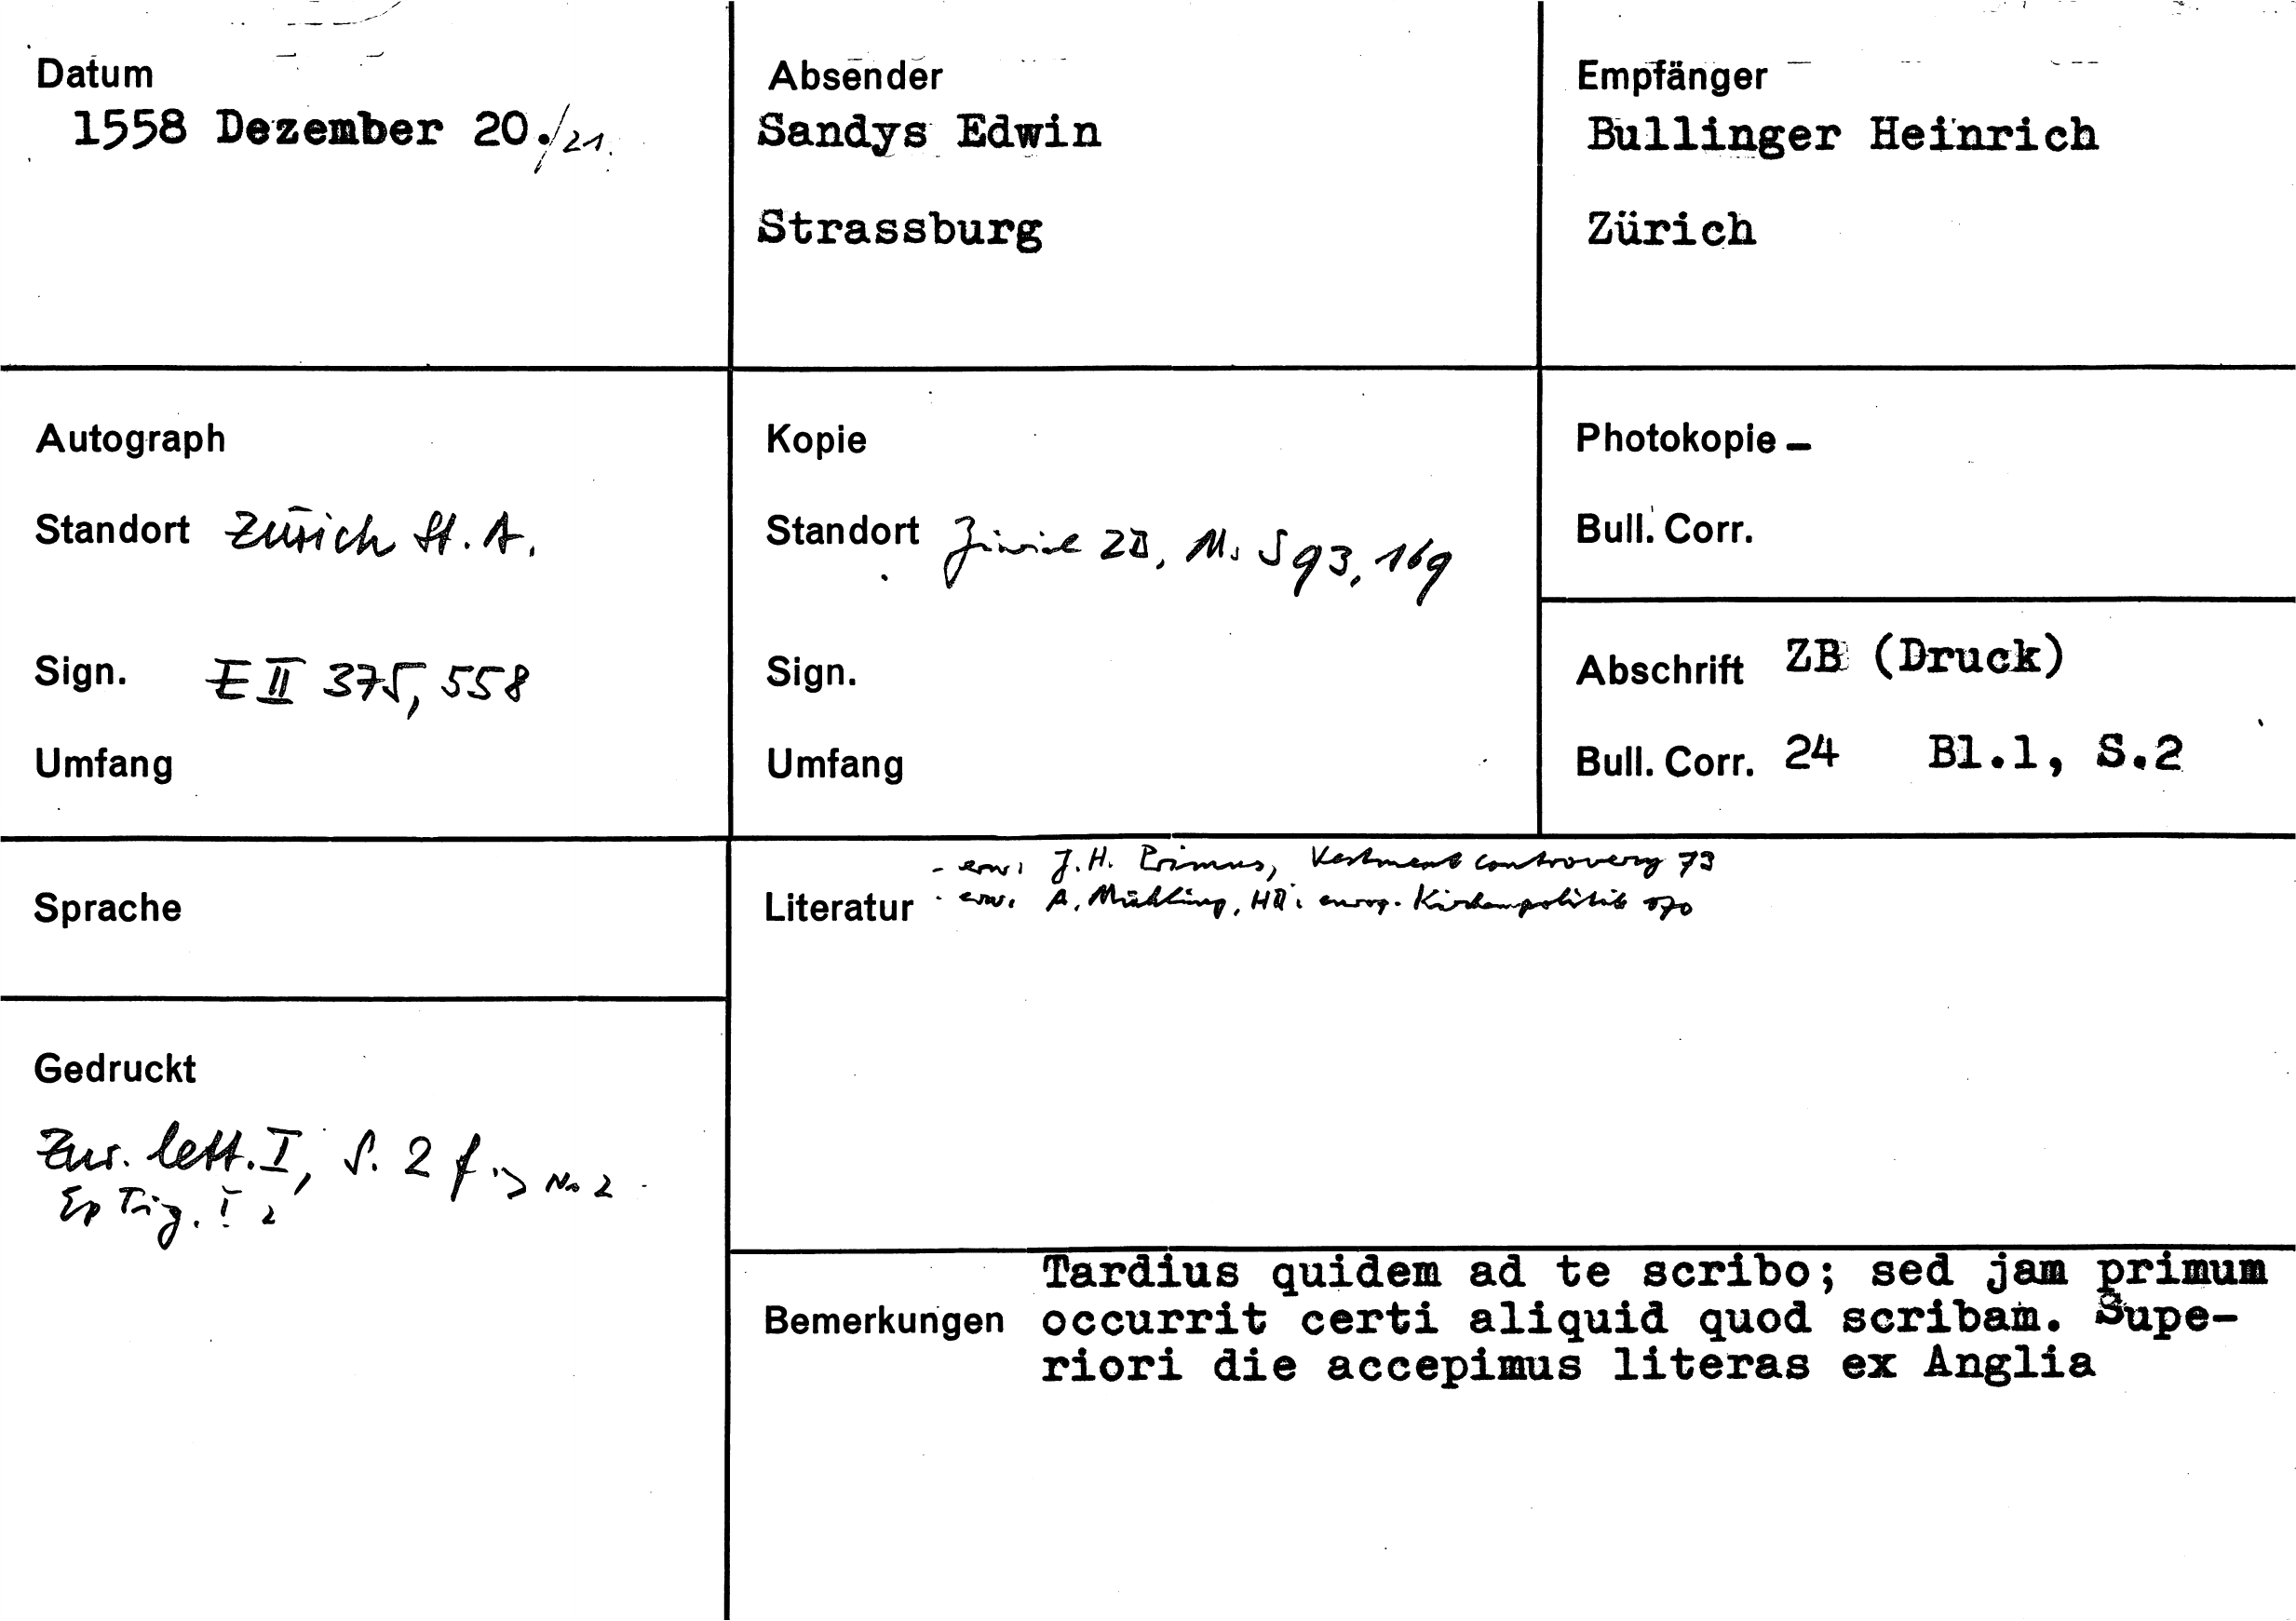 Datum
1558 Dezember 20./21.
Absender
Sandys Edwin
Strassburg
Empfänger
Bullinger Heinrich
Zürich
Autograph
Standort Zürich St. A.
Sign. E II 375, 558
Umfang
Kopie
Standort Zürich ZB, Ms S 93, 169
Sign.
Umfang
Photokopie -
Bull. Corr.
Abschrift ZB (Druck)
Bull. Corr. 24 Bl.1, S.2
Sprache
Gedruckt
Zur. lett. I, S. 2 f. No 2
Ep Tig. I 2
- erw: J.H. Primus, Vestment controversy 73
Literatur - erw. A. Mühling, HB: europ. Kirchenpolitik
Tardius quidem ad te scribo; sed jam primum
Bemerkungen occurrit certi aliquid quod scribam. Supe-
riori die accepimus literas ex Anglia